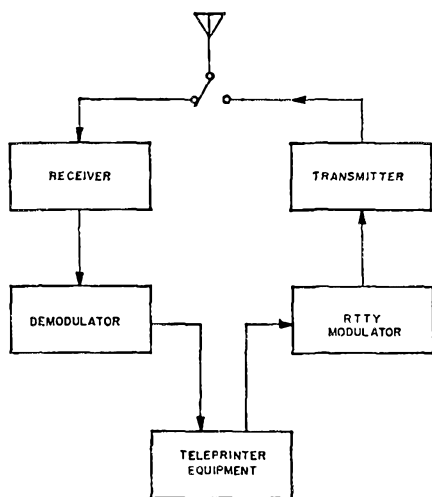 RECEIVER
TRANSMITTER
DEMODULATOR
RTTY
MODULATOR
TELEPRINTER
EQUIPMENT